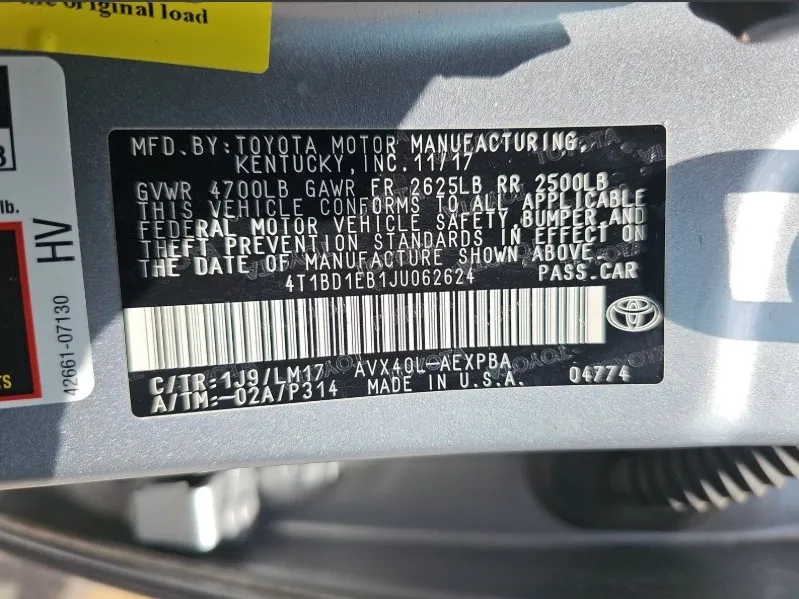 original load
lb.
HV
42661-07130
MFD.BY:TOYOTA MOTOR MANUFACTURING,
KENTUCKY,INC.11/17
GVWR 4700LB GAWR FR 2625LB RR 2500LB
THIS VEHICLE CONFORMS TO ALL APPLICABLE
FEDERAL MOTOR VEHICLE SAFETY,BUMPER,AND
THEFT PREVENTION STANDARDS IN EFFECT ON
THE DATE OF MANUFACTURE SHOWN ABOVE.
4T1BD1EB1JU062624 PASS.CAR
C/TR:1J9/LM17 AVX40L-AEXPBA
A/TM:-02A/P314 MADE IN U.S.A. 04774